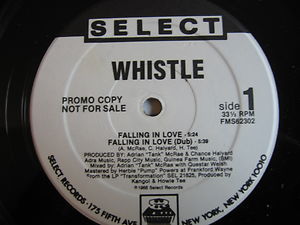 SELECT
WHISTLE
PROMO COPY
NOT FOR SALE
side 1
33⅓ RPM
FMS62302
FALLING IN LOVE - 5:24
FALLING IN LOVE (Dub) - 5:39
(A. McRae, C. Halyard, H. Tee)
PRODUCED BY: Adrian "Tank" McRae & Chance Halyard
Adra Music, Rapp City Music, Guinea Farm Music, (BMI)
Mixed by: Adrian "Tank" McRae with Questar Welsh
Mastered by Herbie "Pump" Powers at Frankford Wayne
From the LP "Transformation" SEL 21625, Produced by
Kangol & Howie Tee
℗ 1988 Select Records
SELECT RECORDS · 175 FIFTH AVE., NEW YORK, NEW YORK 10010